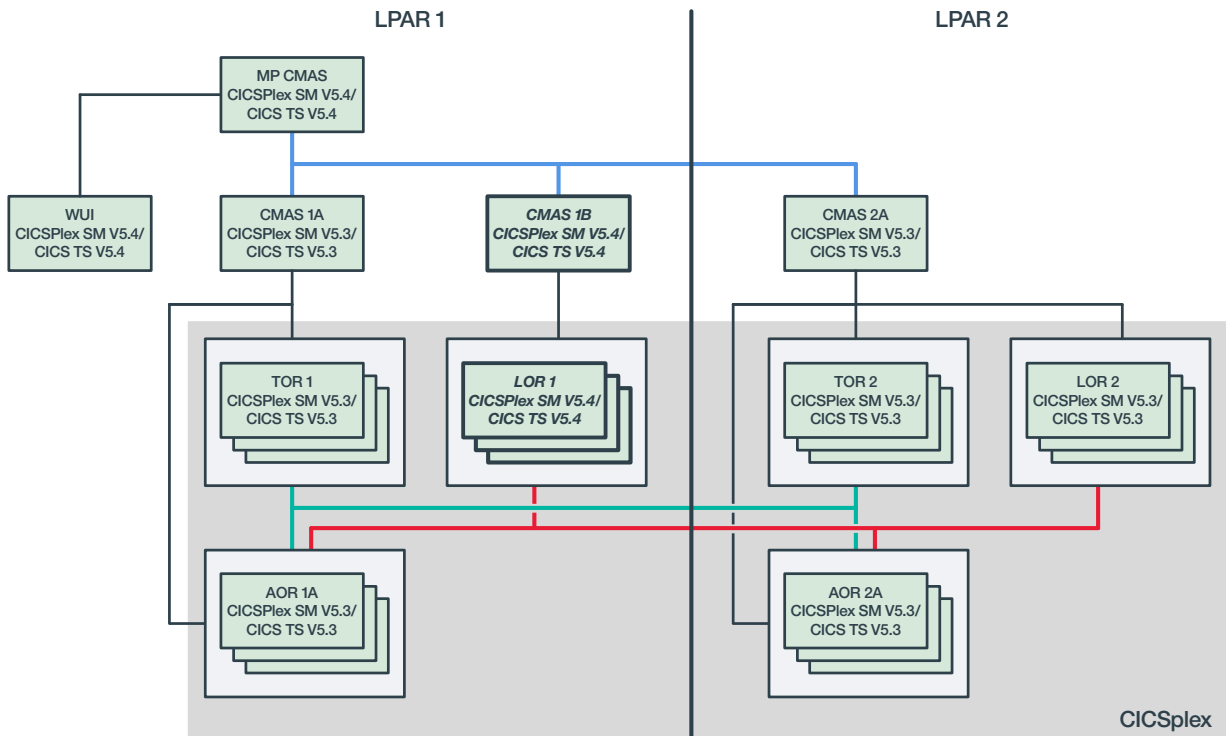 LPAR 1
LPAR 2
MP CMAS
CICSPlex SM V5.4/
CICS TS V5.4
WUI
CICSPlex SM V5.4/
CICS TS V5.4
CMAS 1A
CICSPlex SM V5.3/
CICS TS V5.3
CMAS 1B
CICSPlex SM V5.4/
CICS TS V5.4
CMAS 2A
CICSPlex SM V5.3/
CICS TS V5.3
TOR 1
CICSPlex SM V5.3/
CICS TS V5.3
LOR 1
CICSPlex SM V5.4/
CICS TS V5.4
TOR 2
CICSPlex SM V5.3/
CICS TS V5.3
LOR 2
CICSPlex SM V5.3/
CICS TS V5.3
AOR 1A
CICSPlex SM V5.3/
CICS TS V5.3
AOR 2A
CICSPlex SM V5.3/
CICS TS V5.3
CICSplex